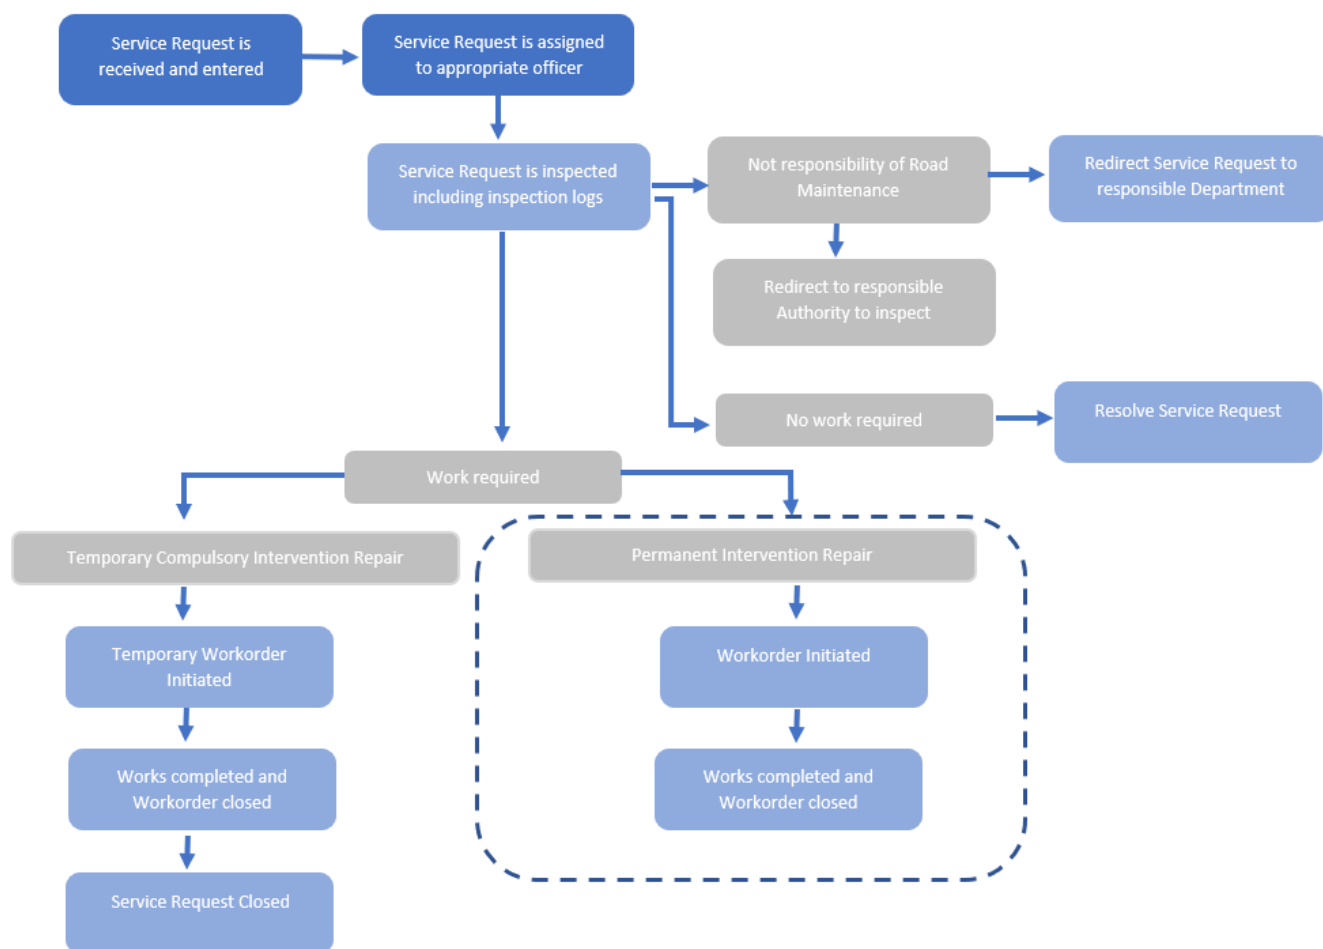 Service Request is
received and entered
Service Request is assigned
to appropriate officer
Service Request is inspected
including inspection logs
Not responsibility of Road
Maintenance
Redirect Service Request to
responsible Department
Redirect to responsible
Authority to inspect
No work required
Resolve Service Request
Work required
Temporary Compulsory Intervention Repair
Permanent Intervention Repair
Temporary Workorder
Initiated
Workorder Initiated
Works completed and
Workorder closed
Works completed and
Workorder closed
Service Request Closed